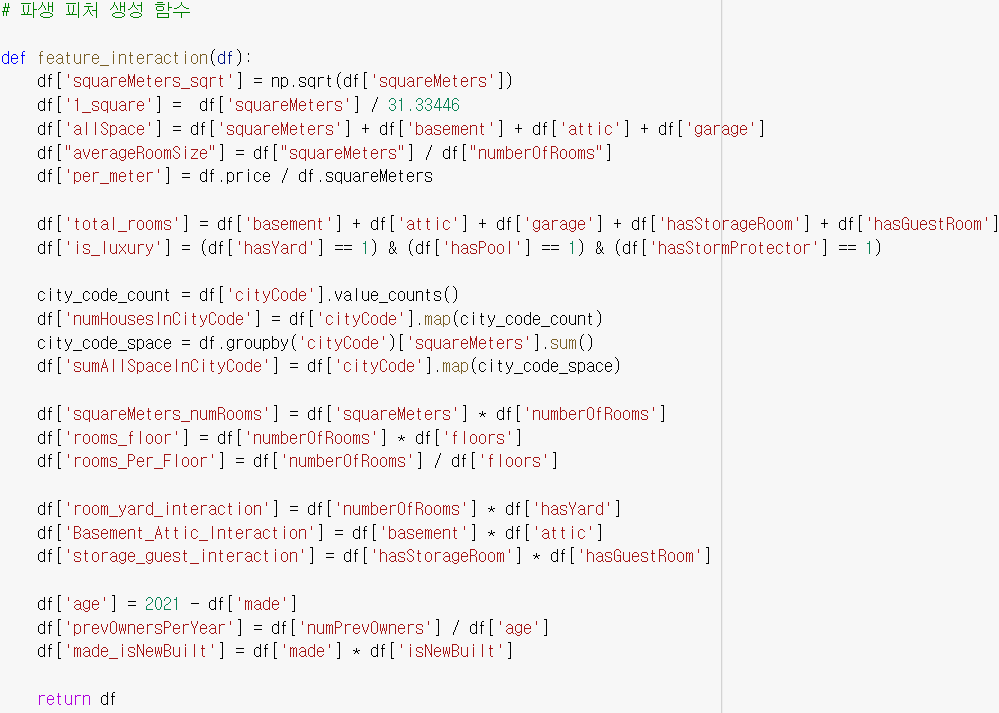 # 파생 피처 생성 함수
def feature_interaction(df):
df['squareMeters_sqrt'] = np.sqrt(df['squareMeters'])
df['1_square'] =  df['squareMeters'] / 31.33446
df['allSpace'] = df['squareMeters'] + df['basement'] + df['attic'] + df['garage']
df["averageRoomSize"] = df["squareMeters"] / df["numberOfRooms"]
df['per_meter'] = df.price / df.squareMeters
df['total_rooms'] = df['basement'] + df['attic'] + df['garage'] + df['hasStorageRoom'] + df['hasGuestRoom']
df['is_luxury'] = (df['hasYard'] == 1) & (df['hasPool'] == 1) & (df['hasStormProtector'] == 1)
city_code_count = df['cityCode'].value_counts()
df['numHousesInCityCode'] = df['cityCode'].map(city_code_count)
city_code_space = df.groupby('cityCode')['squareMeters'].sum()
df['sumAllSpaceInCityCode'] = df['cityCode'].map(city_code_space)
df['squareMeters_numRooms'] = df['squareMeters'] * df['numberOfRooms']
df['rooms_floor'] = df['numberOfRooms'] * df['floors']
df['rooms_Per_Floor'] = df['numberOfRooms'] / df['floors']
df['room_yard_interaction'] = df['numberOfRooms'] * df['hasYard']
df['Basement_Attic_Interaction'] = df['basement'] * df['attic']
df['storage_guest_interaction'] = df['hasStorageRoom'] * df['hasGuestRoom']
df['age'] = 2021 - df['made']
df['prevOwnersPerYear'] = df['numPrevOwners'] / df['age']
df['made_isNewBuilt'] = df['made'] * df['isNewBuilt']
return df